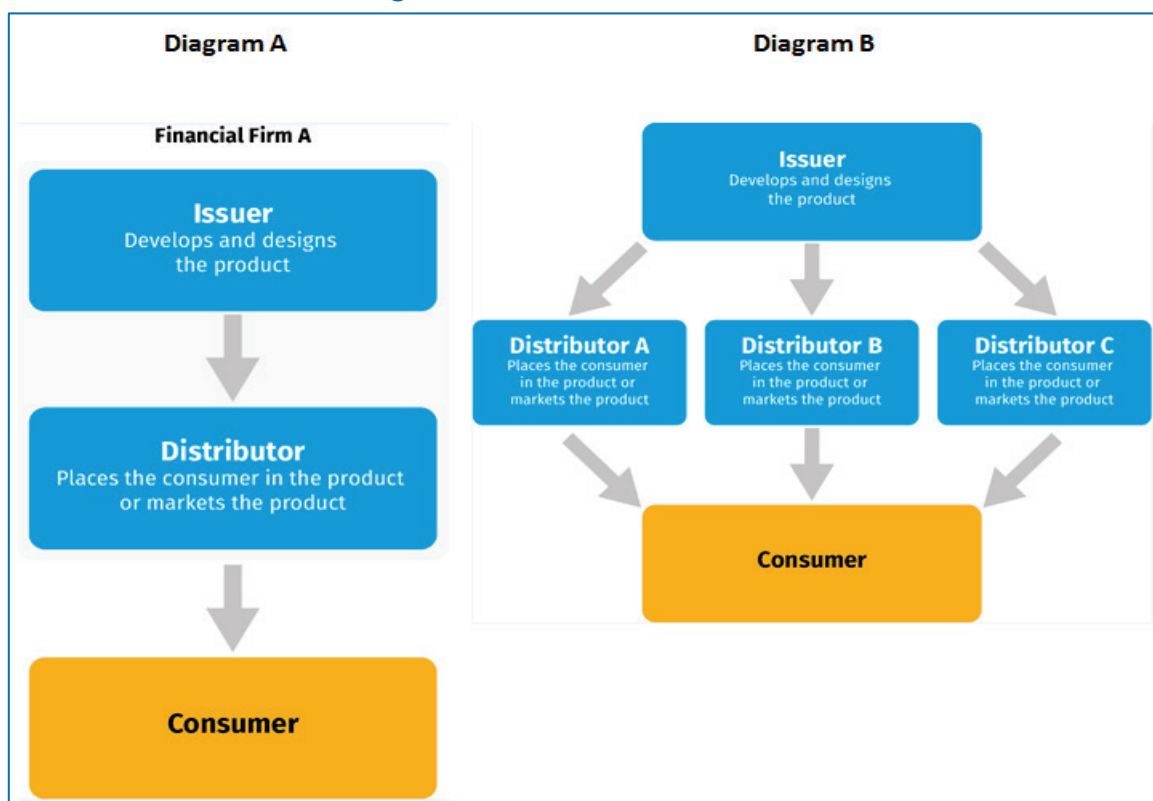 Diagram A
Financial Firm A
Issuer
Develops and designs
the product
Distributor
Places the consumer in the product
or markets the product
Consumer
Diagram B
Issuer
Develops and designs
the product
Distributor A
Places the consumer
in the product or
markets the product
Distributor B
Places the consumer
in the product or
markets the product
Distributor C
Places the consumer
in the product or
markets the product
Consumer